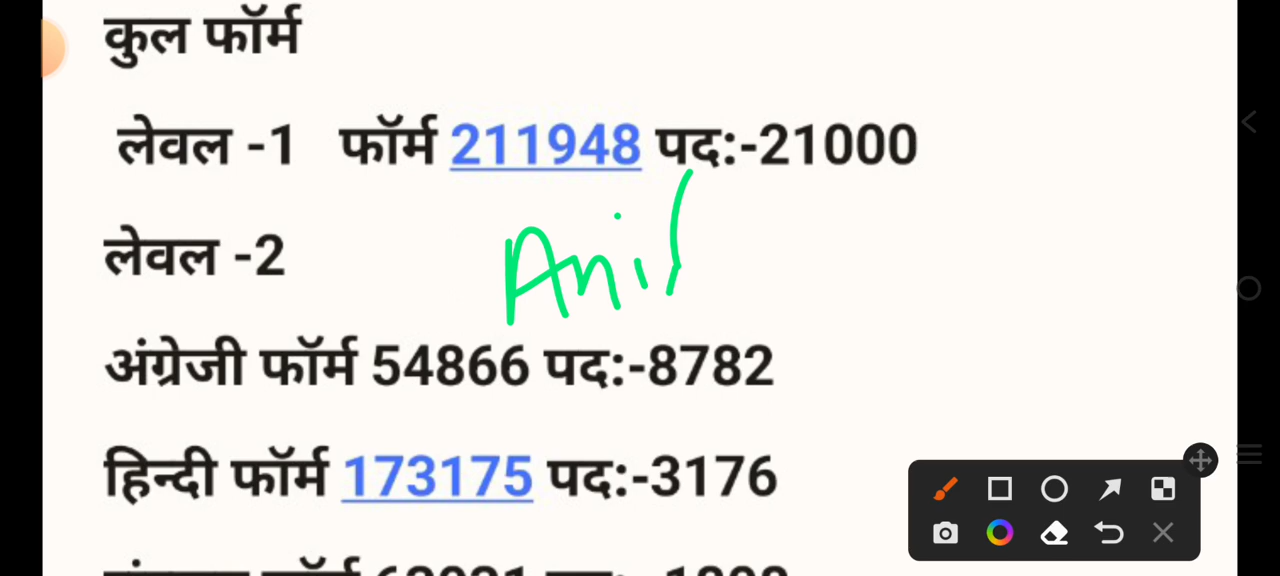 कुल फॉर्म
लेवल -1 फॉर्म 211948 पद:-21000
लेवल -2
Anil
अंग्रेजी फॉर्म 54866 पद:-8782
हिन्दी फॉर्म 173175 पद:-3176